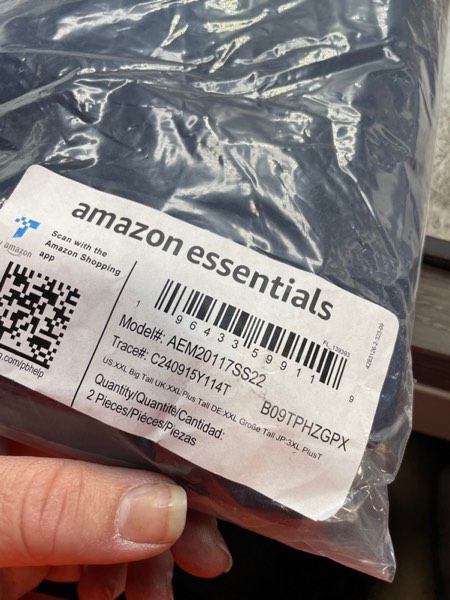 amazon essentials
amazon
Scan with the
Amazon Shopping
app
n.com/pbhelp
1 96433 59911 9
Model#: AEM20117SS22
Trace#: C240915Y114T
B09TPHZGPX
US:XXL Big Tall UK:XXL Plus Tall DE:XXL Große Tall JP:3XL PlusT
Quantity/Quantité/Cantidad:
2 Pieces/Pièces/Piezas